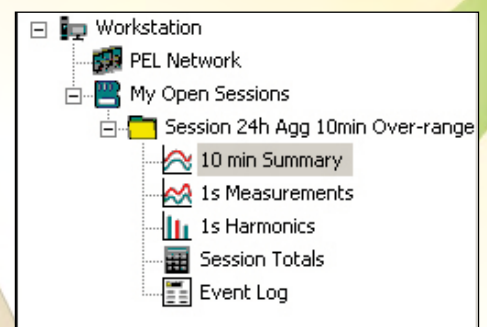 Workstation
PEL Network
My Open Sessions
Session 24h Agg 10min Over-range
10 min Summary
1s Measurements
1s Harmonics
Session Totals
Event Log